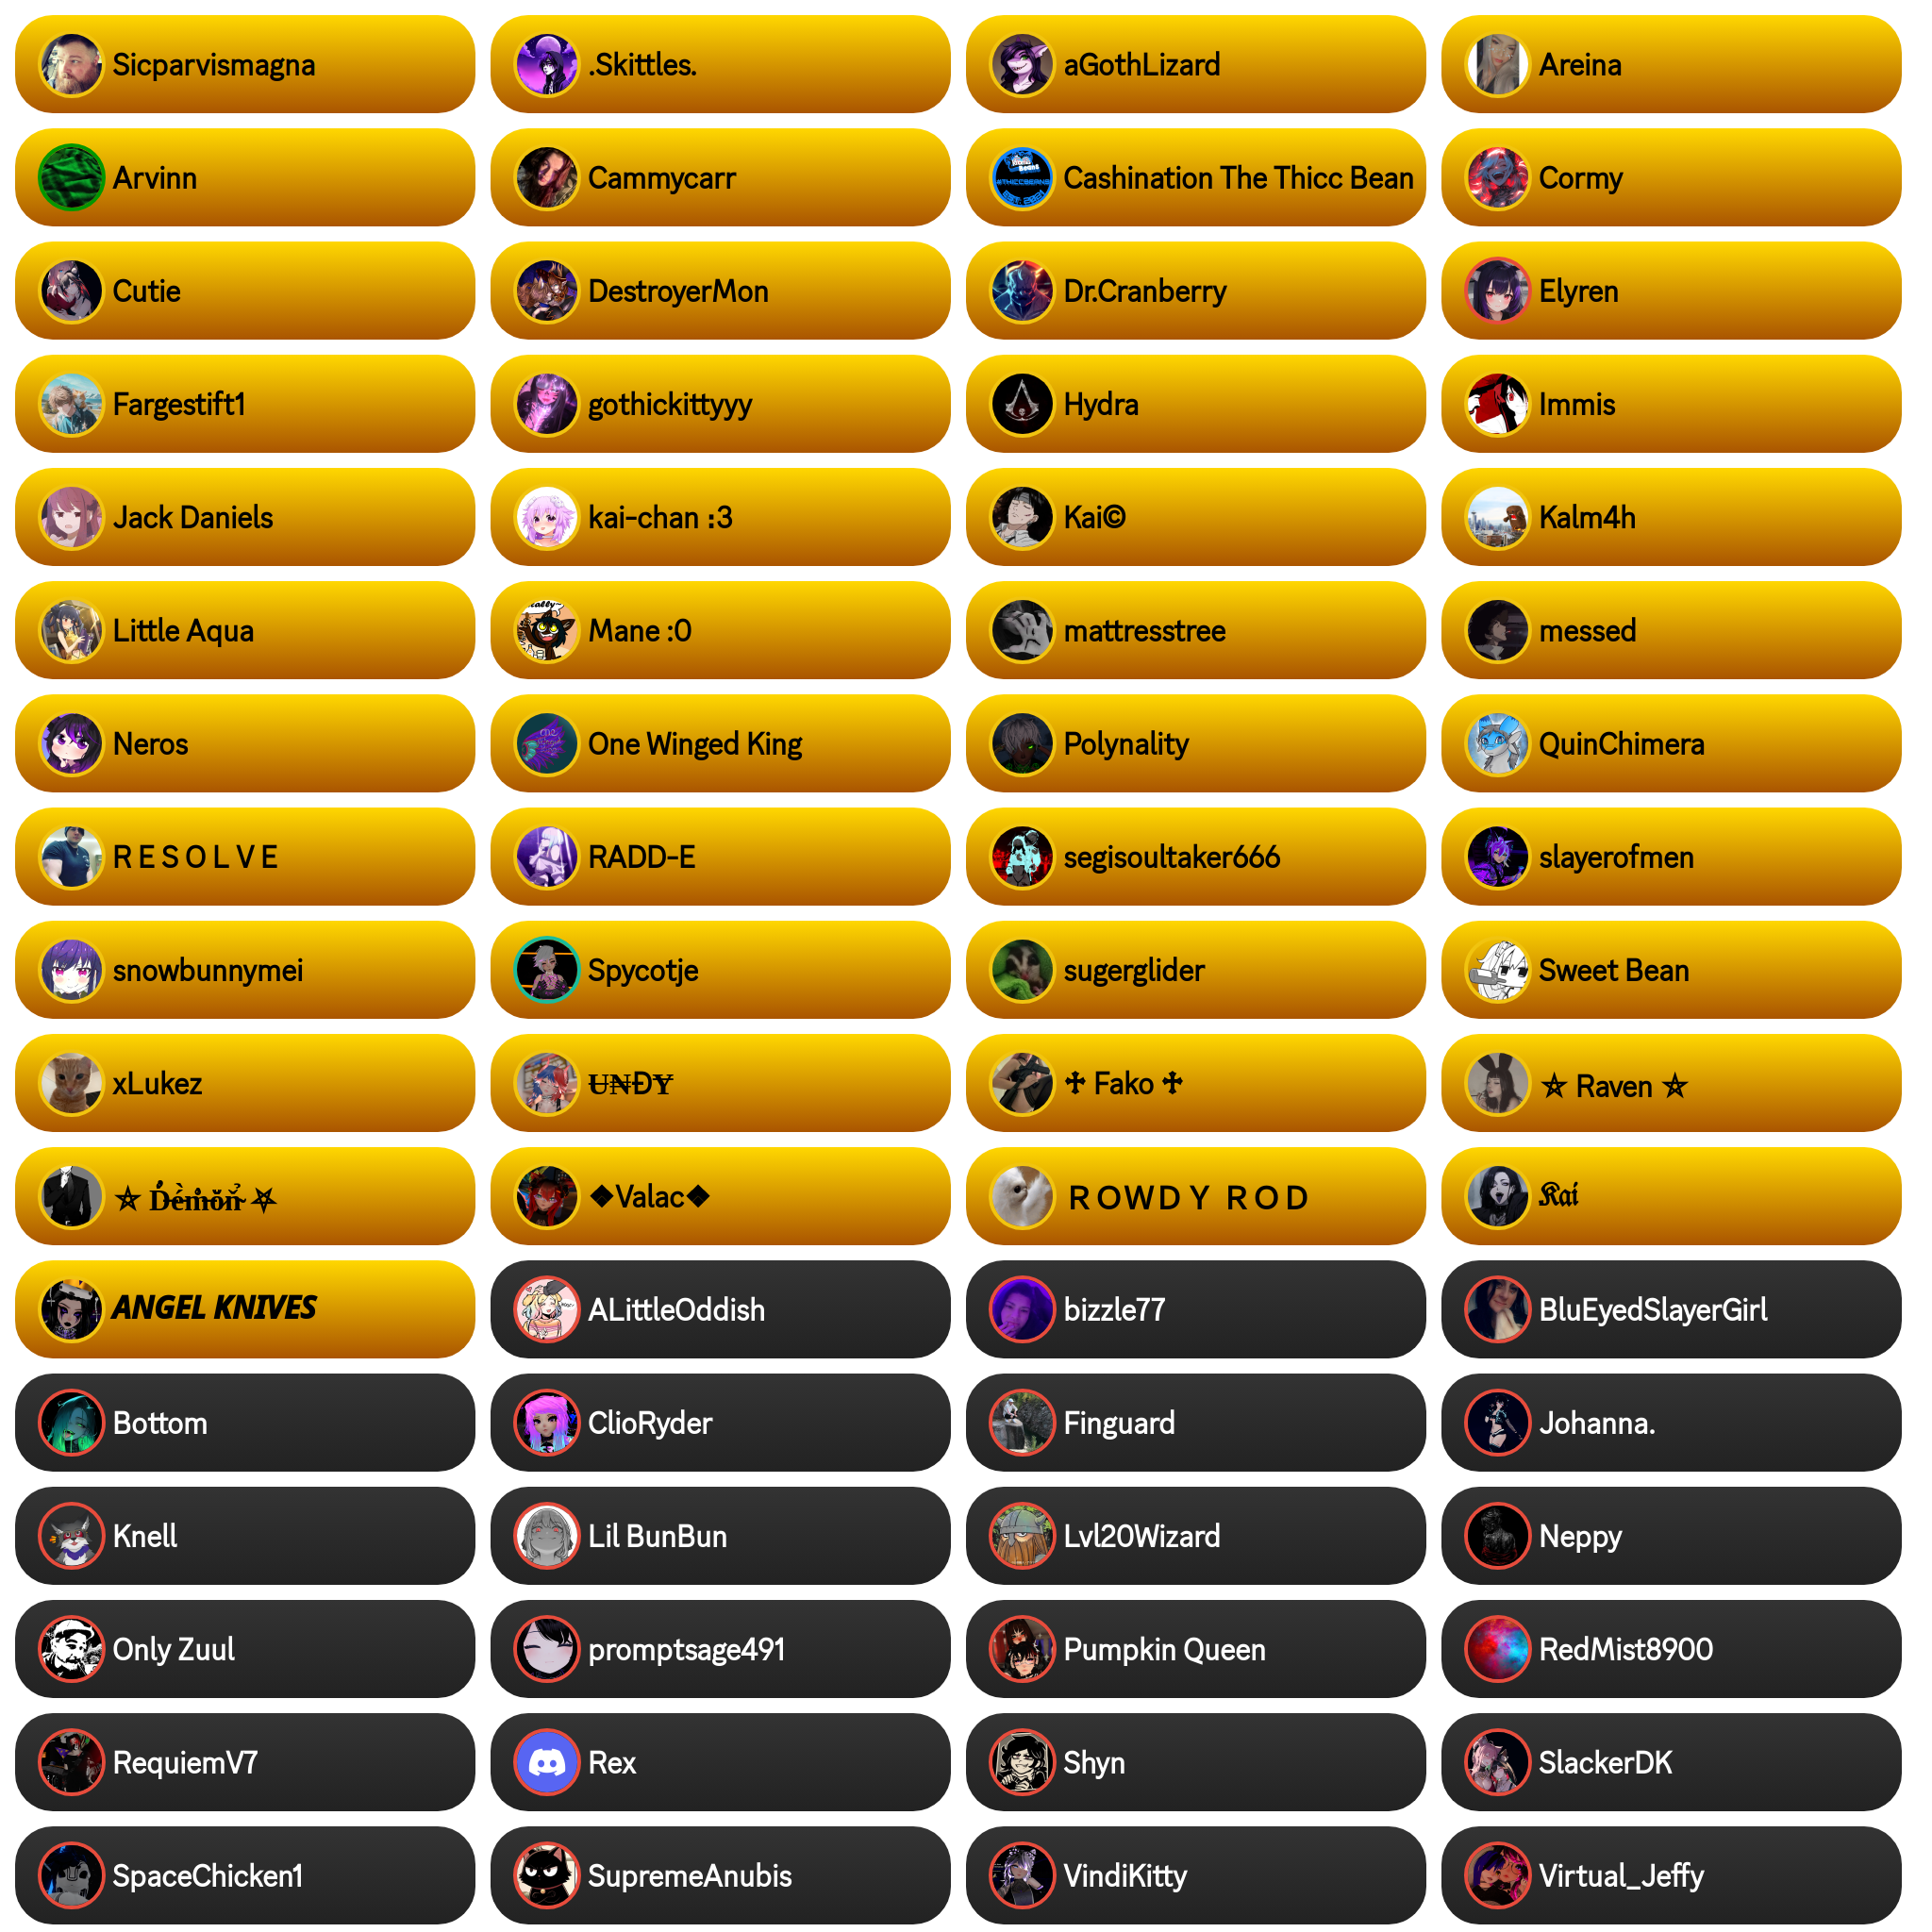 Sicparvismagna
.Skittles.
aGothLizard
Areina
Arvinn
Cammycarr
Cashination The Thicc Bean
Cormy
Cutie
DestroyerMon
Dr.Cranberry
Elyren
Fargestift1
gothickittyyy
Hydra
Immis
Jack Daniels
kai-chan :3
Kai©
Kalm4h
Little Aqua
Mane :0
mattresstree
messed
Neros
One Winged King
Polynality
QuinChimera
R E S O L V E
RADD-E
segisoultaker666
slayerofmen
snowbunnymei
Spycotje
sugerglider
Sweet Bean
xLukez
U̶N̶D̶Y̶
♱ Fako ♱
⛤ Raven ⛤
⛤ D̶é̶m̶o̶n̶ ⛧
◆Valac◆
ＲＯＷＤＹ ＲＯＤ
𝕶𝖆𝖎
𝘼𝙉𝙂𝙀𝙇 𝙆𝙉𝙄𝙑𝙀𝙎
ALittleOddish
bizzle77
BluEyedSlayerGirl
Bottom
ClioRyder
Finguard
Johanna.
Knell
Lil BunBun
Lvl20Wizard
Neppy
Only Zuul
promptsage491
Pumpkin Queen
RedMist8900
RequiemV7
Rex
Shyn
SlackerDK
SpaceChicken1
SupremeAnubis
VindiKitty
Virtual_Jeffy